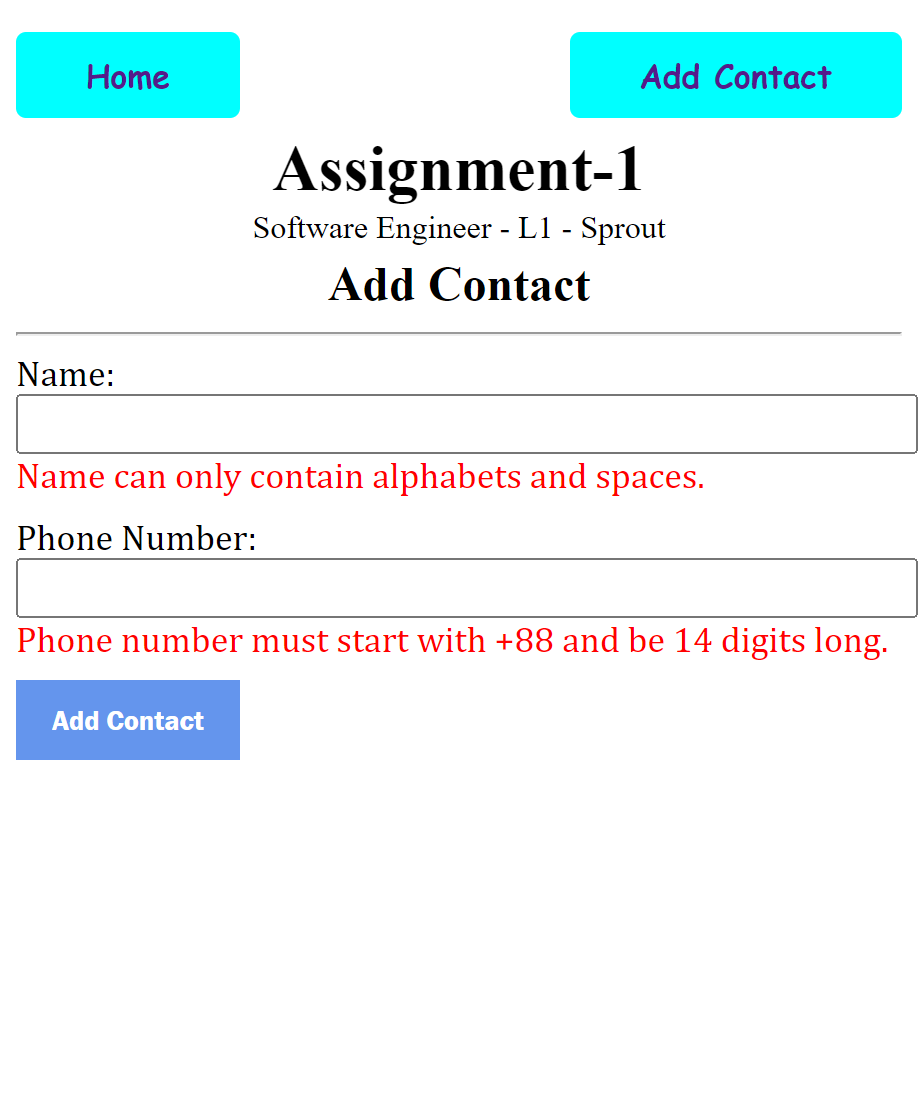 Home
Add Contact
Assignment-1
Software Engineer - L1 - Sprout
Add Contact
Name:
Name can only contain alphabets and spaces.
Phone Number:
Phone number must start with +88 and be 14 digits long.
Add Contact